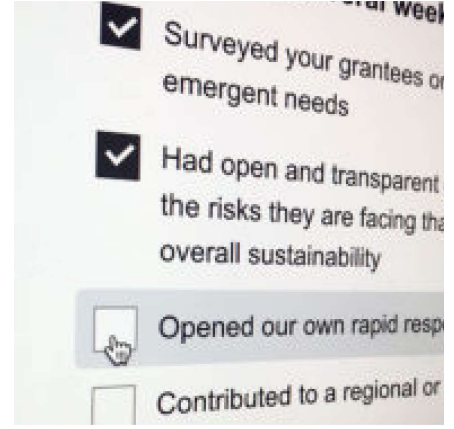 week
Surveyed your grantees
emergent needs
Had open and transparent
the risks they are facing
overall sustainability
Opened our own rapid
Contributed to a regional or